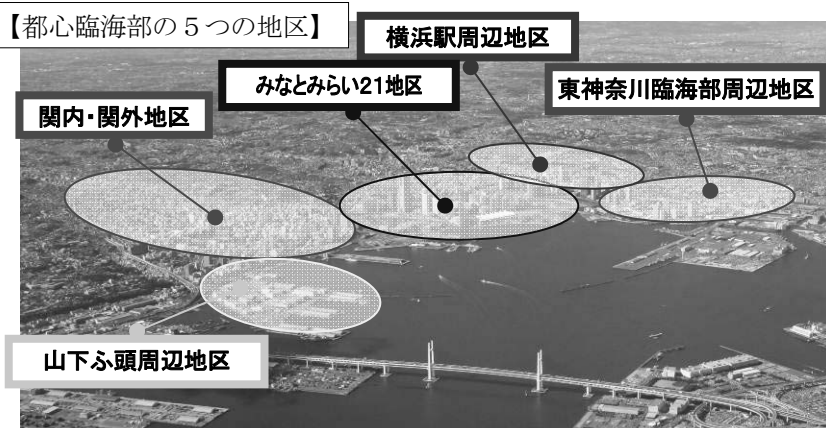 【都心臨海部の５つの地区】
横浜駅周辺地区
みなとみらい21地区
東神奈川臨海部周辺地区
関内・関外地区
山下ふ頭周辺地区